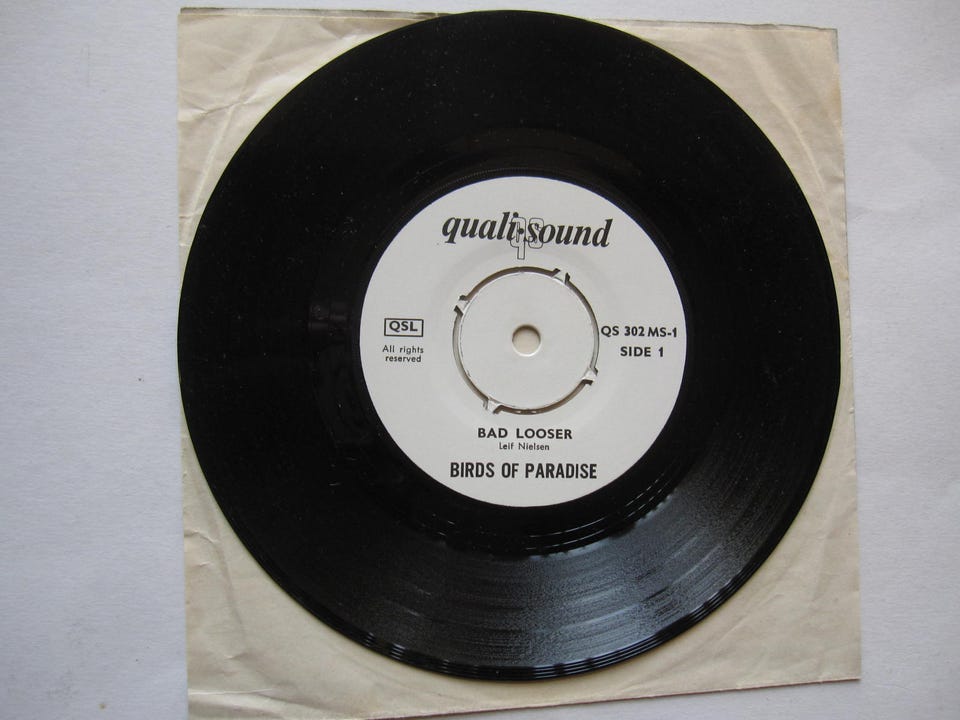 quali·sound
QSL
All rights
reserved
QS 302 MS-1
SIDE 1
BAD LOOSER
Leif Nielsen
BIRDS OF PARADISE